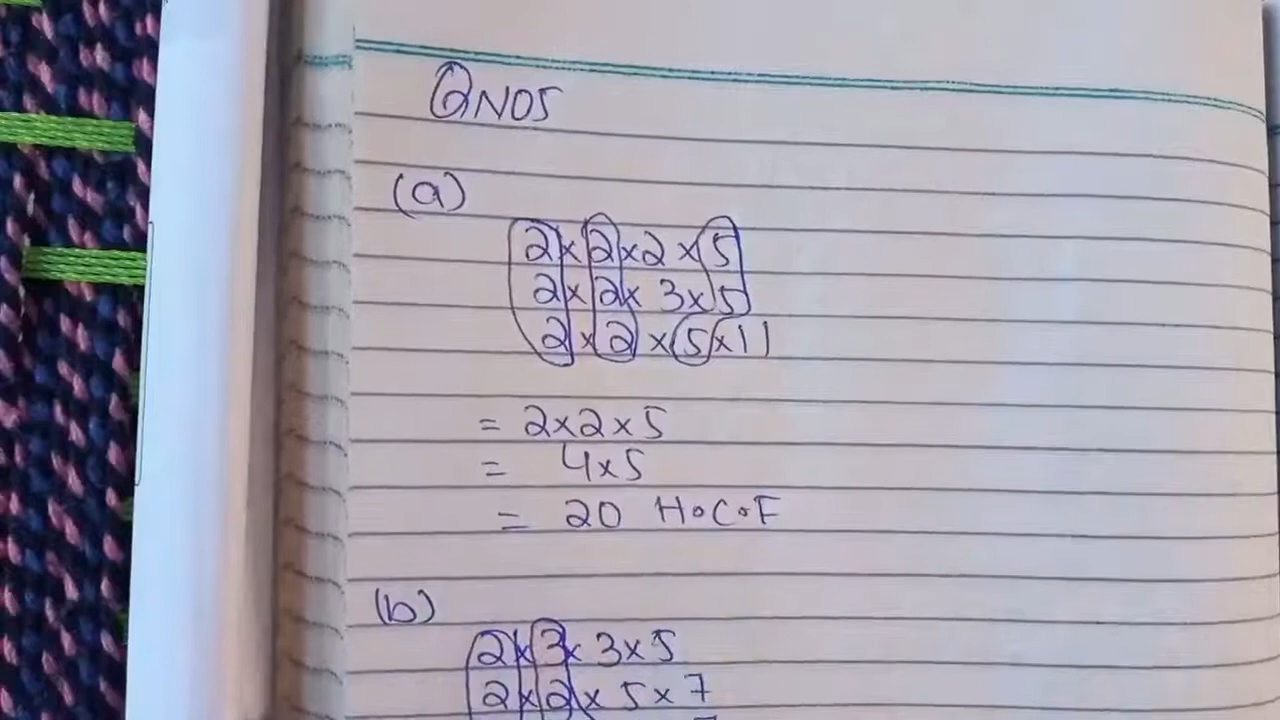 QNO5
(a)
2×2×2×5
2×2×3×5
2×2×5×11
= 2×2×5
= 4×5
= 20 H.C.F
(b)
2×3×3×5
2×2×5×7